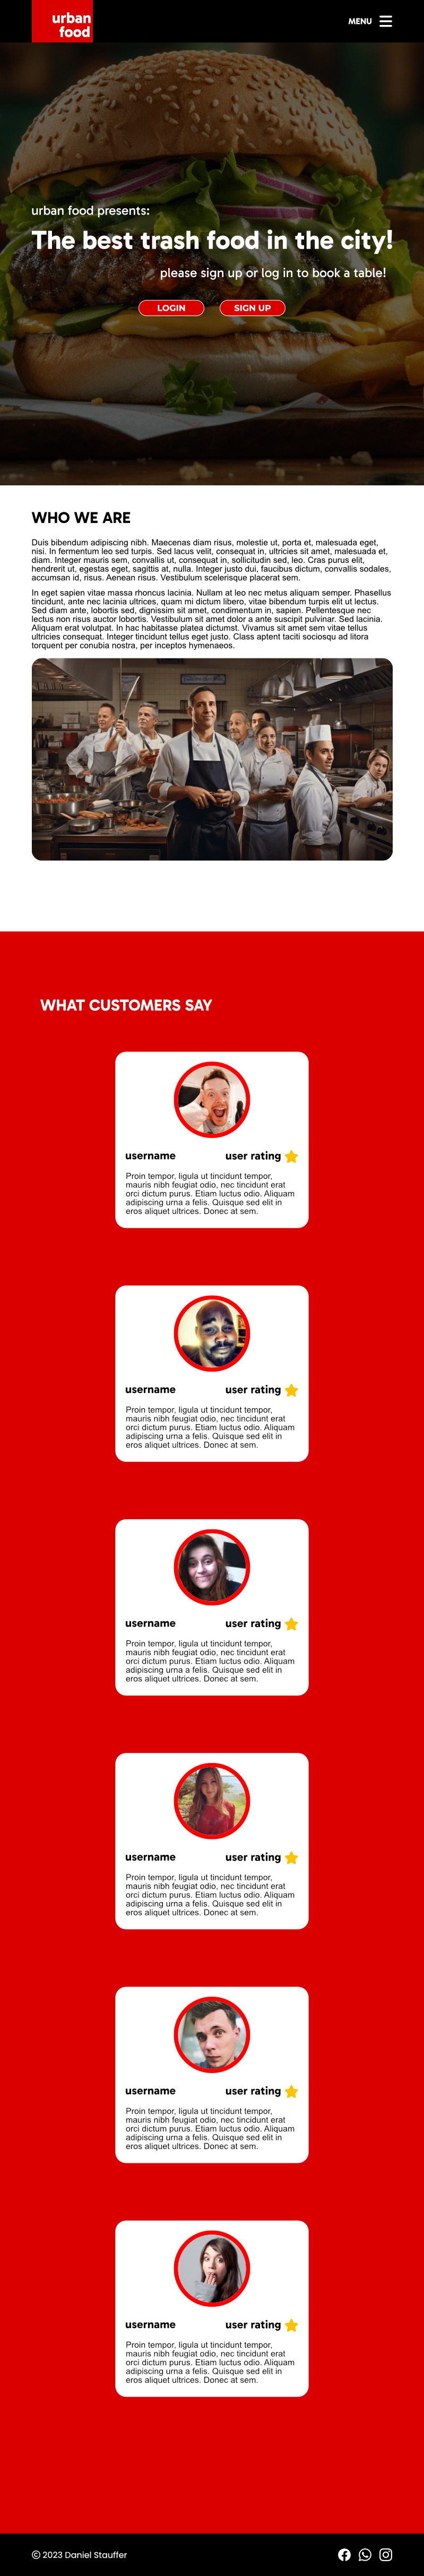 urban
food
MENU
urban food presents:
The best trash food in the city!
please sign up or log in to book a table!
LOGIN
SIGN UP
WHO WE ARE
Duis bibendum adipiscing nibh. Maecenas diam risus, molestie ut, porta et, malesuada eget,
nisi. In fermentum leo sed turpis. Sed lacus velit, consequat in, ultricies sit amet, malesuada et,
diam. Integer mauris sem, convallis ut, consequat in, sollicitudin sed, leo. Cras purus elit,
hendrerit ut, egestas eget, sagittis at, nulla. Integer justo dui, faucibus dictum, convallis sodales,
accumsan id, risus. Aenean risus. Vestibulum scelerisque placerat sem.
In eget sapien vitae massa rhoncus lacinia. Nullam at leo nec metus aliquam semper. Phasellus
tincidunt, ante nec lacinia ultrices, quam mi dictum libero, vitae bibendum turpis elit ut lectus.
Sed diam ante, lobortis sed, dignissim sit amet, condimentum in, sapien. Pellentesque nec
lectus non risus auctor lobortis. Vestibulum sit amet dolor a ante suscipit pulvinar. Sed lacinia.
Aliquam erat volutpat. In hac habitasse platea dictumst. Vivamus sit amet sem vitae tellus
ultricies consequat. Integer tincidunt tellus eget justo. Class aptent taciti sociosqu ad litora
torquent per conubia nostra, per inceptos hymenaeos.
WHAT CUSTOMERS SAY
username
user rating
Proin tempor, ligula ut tincidunt tempor,
mauris nibh feugiat odio, nec tincidunt erat
orci dictum purus. Etiam luctus odio. Aliquam
adipiscing urna a felis. Quisque sed elit in
eros aliquet ultrices. Donec at sem.
username
user rating
Proin tempor, ligula ut tincidunt tempor,
mauris nibh feugiat odio, nec tincidunt erat
orci dictum purus. Etiam luctus odio. Aliquam
adipiscing urna a felis. Quisque sed elit in
eros aliquet ultrices. Donec at sem.
username
user rating
Proin tempor, ligula ut tincidunt tempor,
mauris nibh feugiat odio, nec tincidunt erat
orci dictum purus. Etiam luctus odio. Aliquam
adipiscing urna a felis. Quisque sed elit in
eros aliquet ultrices. Donec at sem.
username
user rating
Proin tempor, ligula ut tincidunt tempor,
mauris nibh feugiat odio, nec tincidunt erat
orci dictum purus. Etiam luctus odio. Aliquam
adipiscing urna a felis. Quisque sed elit in
eros aliquet ultrices. Donec at sem.
username
user rating
Proin tempor, ligula ut tincidunt tempor,
mauris nibh feugiat odio, nec tincidunt erat
orci dictum purus. Etiam luctus odio. Aliquam
adipiscing urna a felis. Quisque sed elit in
eros aliquet ultrices. Donec at sem.
username
user rating
Proin tempor, ligula ut tincidunt tempor,
mauris nibh feugiat odio, nec tincidunt erat
orci dictum purus. Etiam luctus odio. Aliquam
adipiscing urna a felis. Quisque sed elit in
eros aliquet ultrices. Donec at sem.
© 2023 Daniel Stauffer